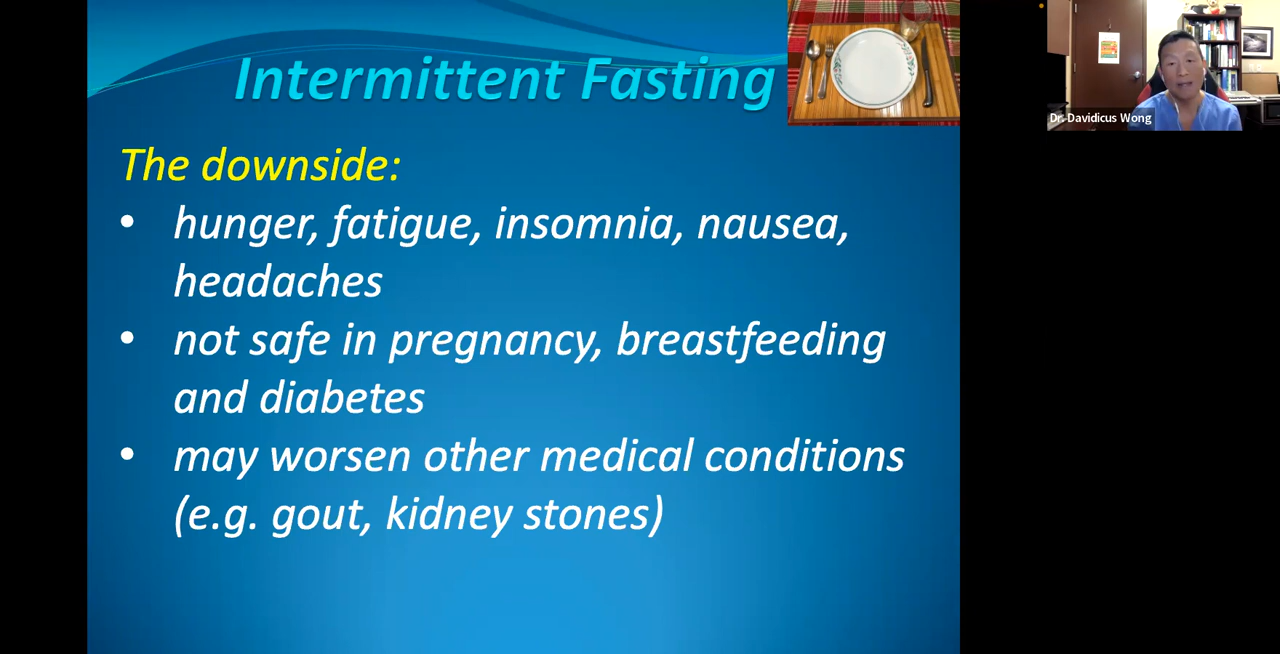 Intermittent Fasting
The downside:
• hunger, fatigue, insomnia, nausea,
headaches
• not safe in pregnancy, breastfeeding
and diabetes
• may worsen other medical conditions
(e.g. gout, kidney stones)
Dr. Davidicus Wong